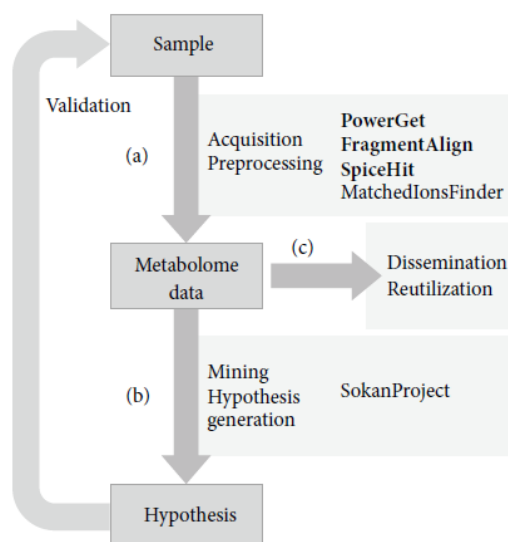 Sample
Validation
(a)
Acquisition
Preprocessing
PowerGet
FragmentAlign
SpiceHit
MatchedIonsFinder
Metabolome
data
(c)
Dissemination
Reutilization
(b)
Mining
Hypothesis
generation
SokanProject
Hypothesis